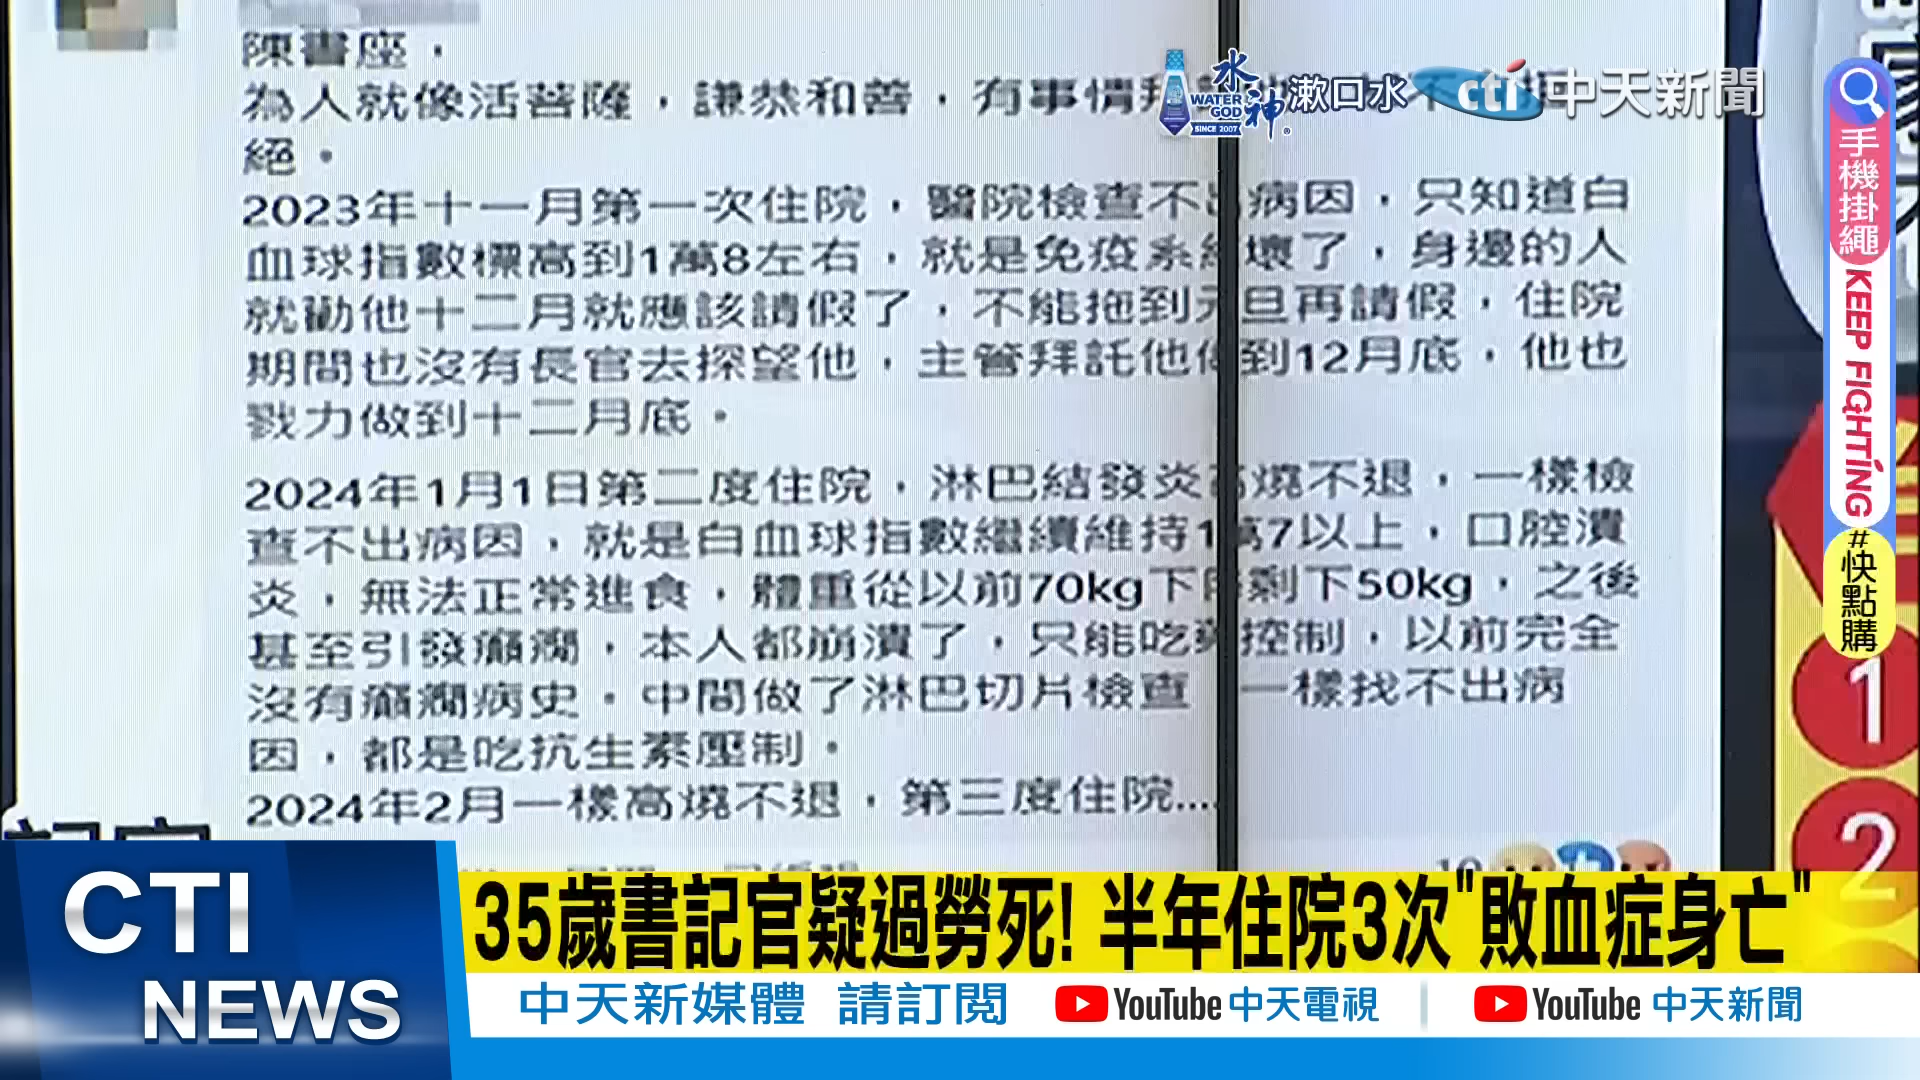 陳書座，
為人就像活菩薩，謙恭和善，有事情
絕。
2023年十一月第一次住院，醫院檢查不出病因，只知道白
血球指數標高到1萬8左右，就是免疫系統壞了，身邊的人
就勸他十二月就應該請假了，不能拖到元旦再請假，住院
期間也沒有長官去探望他，主管拜託他做到12月底，他也
戮力做到十二月底。
2024年1月1日第二度住院，淋巴結發炎高燒不退，一樣檢
查不出病因，就是白血球指數繼續維持1萬7以上，口腔潰
炎，無法正常進食，體重從以前70kg下降剩下50kg，之後
甚至引發癲癇，本人都崩潰了，只能吃藥控制，以前完全
沒有癲癇病史。中間做了淋巴切片檢查 一樣找不出病
因，都是吃抗生素壓制。
2024年2月一樣高燒不退，第三度住院....
水神
WATER GOD
SINCE 2007
漱口水
cti 中天新聞
手機掛繩
KEEP FIGHTING
#快點購
1
2
CTI NEWS
35歲書記官疑過勞死! 半年住院3次"敗血症身亡"
中天新媒體 請訂閱 YouTube 中天電視 | YouTube 中天新聞